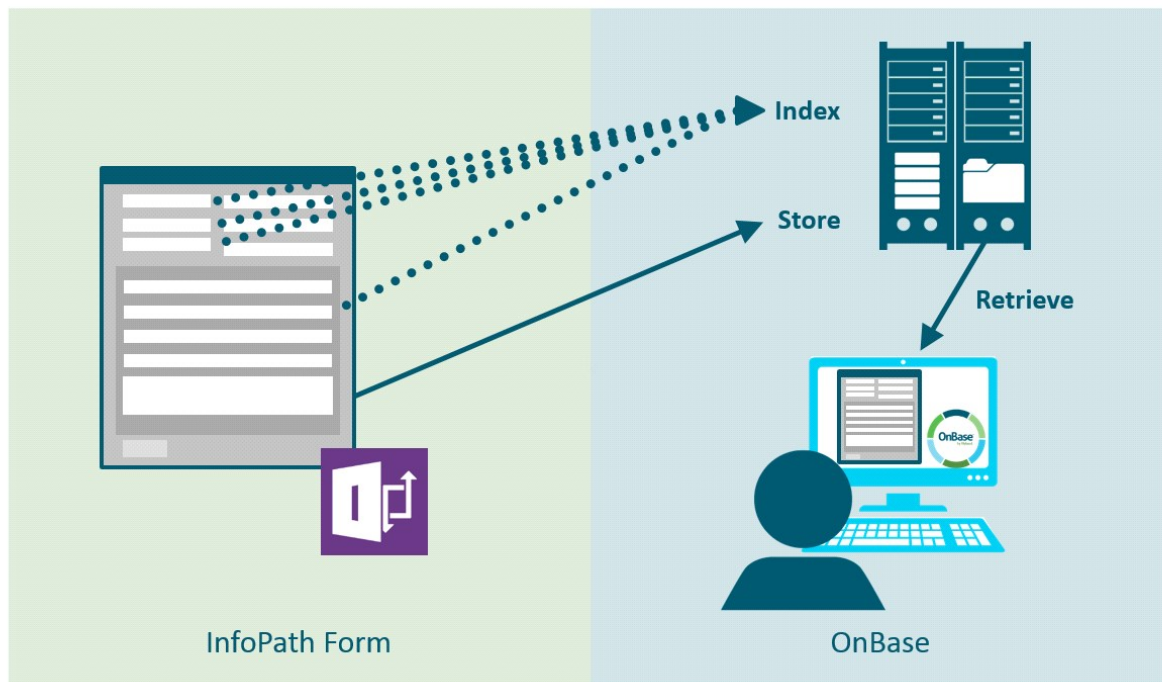 Index
Store
Retrieve
OnBase
InfoPath Form
OnBase